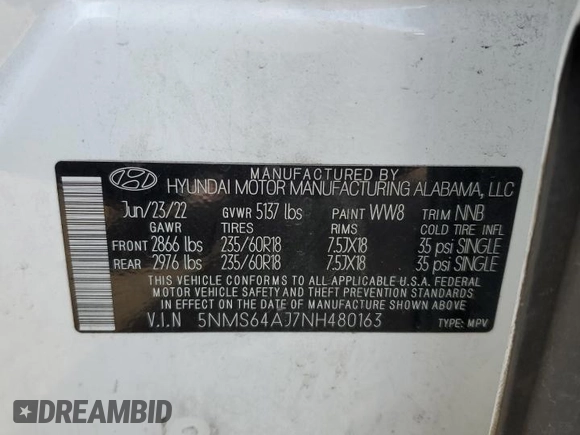 MANUFACTURED BY
HYUNDAI MOTOR MANUFACTURING ALABAMA, LLC
Jun/23/22 GVWR 5137 lbs PAINT WW8 TRIM NNB
GAWR TIRES RIMS COLD TIRE INFL
FRONT 2866 lbs 235/60R18 7.5JX18 35 psi SINGLE
REAR 2976 lbs 235/60R18 7.5JX18 35 psi SINGLE
THIS VEHICLE CONFORMS TO ALL APPLICABLE U.S.A. FEDERAL
MOTOR VEHICLE SAFETY AND THEFT PREVENTION STANDARDS
IN EFFECT ON THE DATE OF MANUFACTURE SHOWN ABOVE
V.I.N 5NMS64AJ7NH480163 TYPE: MPV
DREAMBID